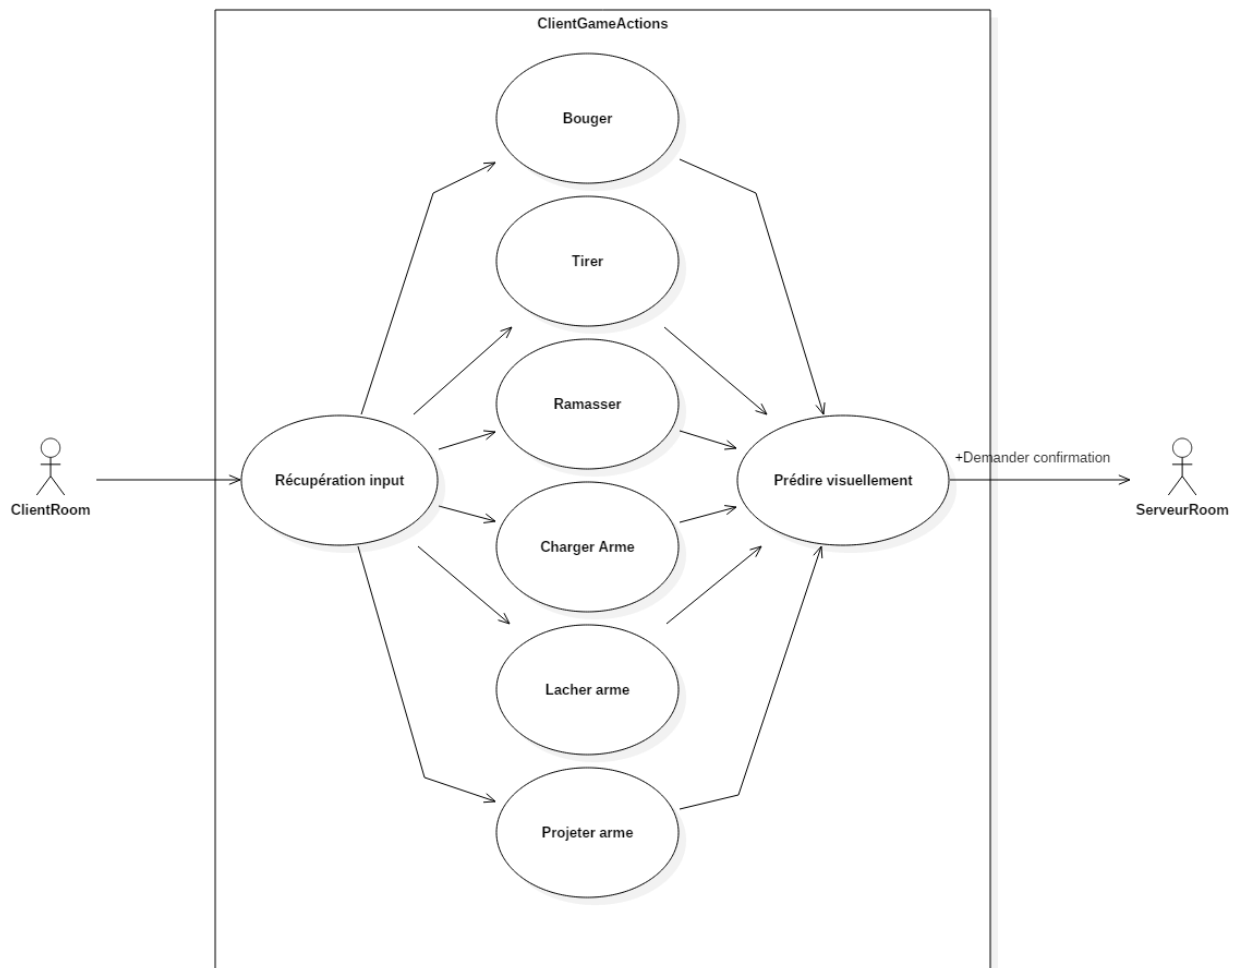 ClientGameActions
Bouger
Tirer
Ramasser
Récupération input
Prédire visuellement
+Demander confirmation
ClientRoom
ServeurRoom
Charger Arme
Lacher arme
Projeter arme